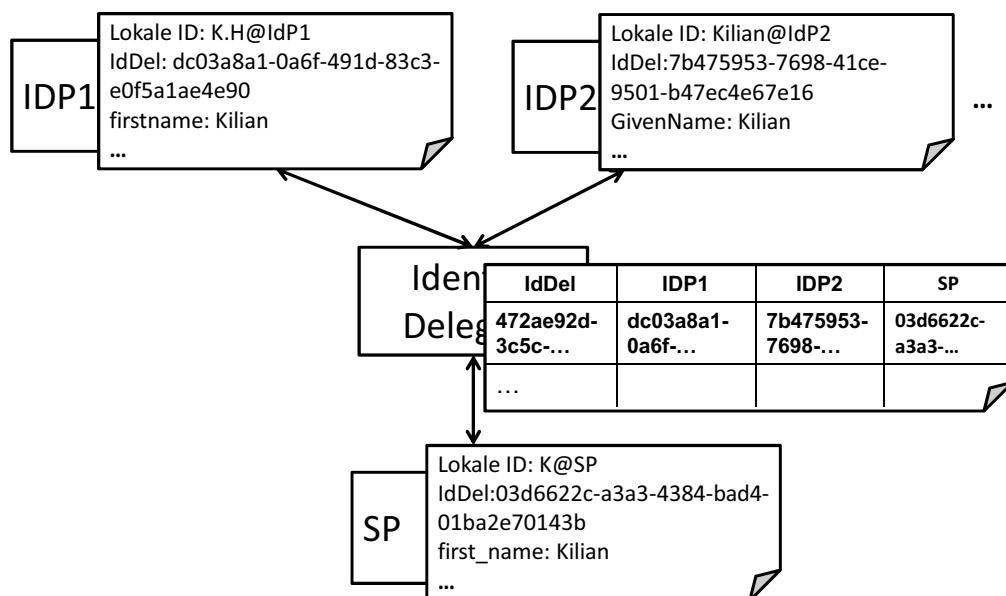 IDP1
Lokale ID: K.H@IdP1
IdDel: dc03a8a1-0a6f-491d-83c3-
e0f5a1ae4e90
firstname: Kilian
...
IDP2
Lokale ID: Kilian@IdP2
IdDel:7b475953-7698-41ce-
9501-b47ec4e67e16
GivenName: Kilian
...
...
IdDel IDP1 IDP2 SP
472ae92d- dc03a8a1- 7b475953- 03d6622c-
3c5c-... 0a6f-... 7698-... a3a3-...
...
SP
Lokale ID: K@SP
IdDel:03d6622c-a3a3-4384-bad4-
01ba2e70143b
first_name: Kilian
...